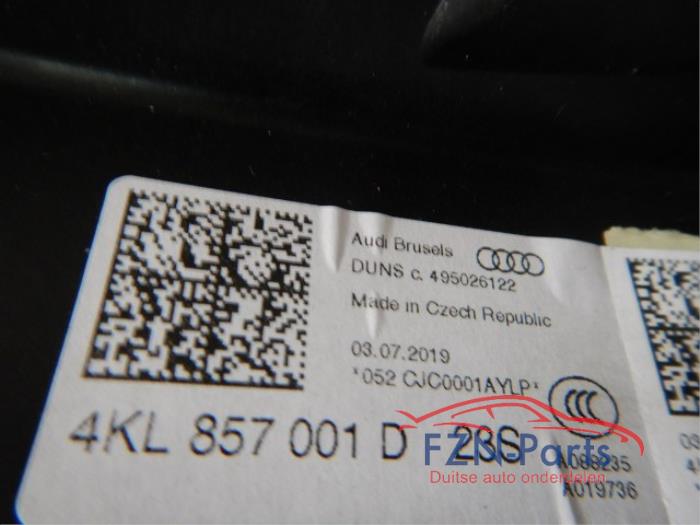 Audi Brusels
DUNS c. 495026122
Made in Czech Republic
03.07.2019
*052 CJC0001AYLP*
4KL 857 001 D
CCC
A019736
FZN-Parts
Duitse auto onderdelen